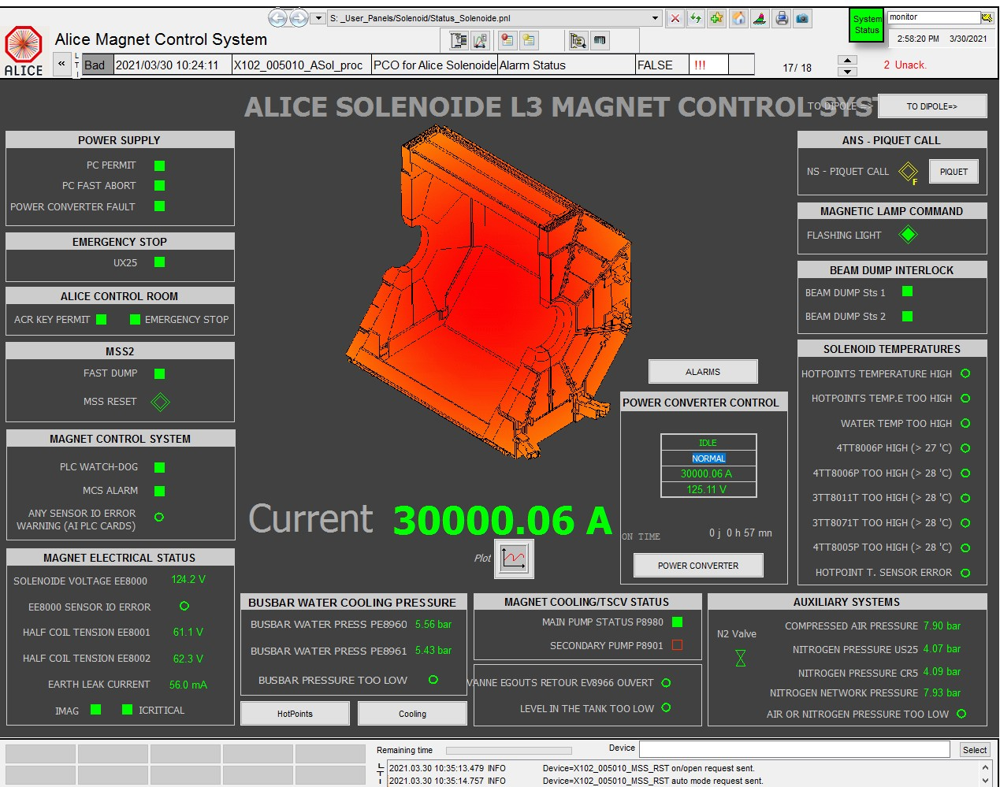 S: _User_Panels/Solenoid/Status_Solenoide.pnl
System Status
monitor
Alice Magnet Control System
2:58:20 PM 3/30/2021
ALICE
«
Bad 2021/03/30 10:24:11 X102_005010_ASol_proc PCO for Alice Solenoide Alarm Status FALSE !!!
17/ 18
2 Unack.
ALICE SOLENOIDE L3 MAGNET CONTROL SYST
TO DIPOLE =>
TO DIPOLE=>
POWER SUPPLY
PC PERMIT
PC FAST ABORT
POWER CONVERTER FAULT
EMERGENCY STOP
UX25
ALICE CONTROL ROOM
ACR KEY PERMIT
EMERGENCY STOP
MSS2
FAST DUMP
MSS RESET
MAGNET CONTROL SYSTEM
PLC WATCH-DOG
MCS ALARM
ANY SENSOR IO ERROR
WARNING (AI PLC CARDS)
MAGNET ELECTRICAL STATUS
SOLENOIDE VOLTAGE EE8000 124.2 V
EE8000 SENSOR IO ERROR
HALF COIL TENSION EE8001 61.1 V
HALF COIL TENSION EE8002 62.3 V
EARTH LEAK CURRENT 56.0 mA
IMAG
ICRITICAL
Current 30000.06 A
Plot
ALARMS
POWER CONVERTER CONTROL
IDLE
NORMAL
30000.06 A
125.11 V
ON TIME 0 j 0 h 57 mn
POWER CONVERTER
BUSBAR WATER COOLING PRESSURE
BUSBAR WATER PRESS PE8960 5.56 bar
BUSBAR WATER PRESS PE8961 5.43 bar
BUSBAR PRESSURE TOO LOW
HotPoints
Cooling
MAGNET COOLING/TSCV STATUS
MAIN PUMP STATUS P8980
SECONDARY PUMP P8901
VANNE EGOUTS RETOUR EV8966 OUVERT
LEVEL IN THE TANK TOO LOW
ANS - PIQUET CALL
NS - PIQUET CALL
F
PIQUET
MAGNETIC LAMP COMMAND
FLASHING LIGHT
BEAM DUMP INTERLOCK
BEAM DUMP Sts 1
BEAM DUMP Sts 2
SOLENOID TEMPERATURES
HOTPOINTS TEMPERATURE HIGH
HOTPOINTS TEMP.E TOO HIGH
WATER TEMP TOO HIGH
4TT8006P HIGH (> 27 'C)
4TT8006P TOO HIGH (> 28 'C)
3TT8011T TOO HIGH (> 28 'C)
3TT8071T TOO HIGH (> 28 'C)
4TT8005P TOO HIGH (> 28 'C)
HOTPOINT T. SENSOR ERROR
AUXILIARY SYSTEMS
N2 Valve
COMPRESSED AIR PRESSURE 7.90 bar
NITROGEN PRESSURE US25 4.07 bar
NITROGEN PRESSURE CR5 4.09 bar
NITROGEN NETWORK PRESSURE 7.93 bar
AIR OR NITROGEN PRESSURE TOO LOW
Remaining time
Device
Select
2021.03.30 10:35:13.479 INFO Device=X102_005010_MSS_RST on/open request sent.
2021.03.30 10:35:14.757 INFO Device=X102_005010_MSS_RST auto mode request sent.